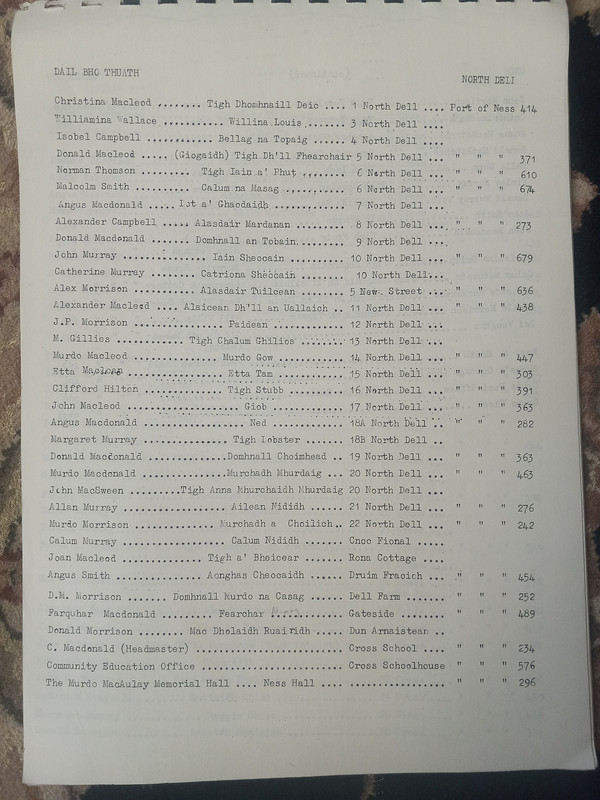 DAIL BHO THUATH
NORTH DELL
Christina Macleod ........ Tigh Dhomhnaill Deic .... 1 North Dell .... Port of Ness 414
Williamina Wallace ........... Willina Louis ........ 3 North Dell ....
Isobel Campbell ............ Bellag na Topaig ...... 4 North Dell ....
Donald Macleod ..... (Giogaidh) Tigh Dh'll Fhearchair 5 North Dell ... " " " 371
Norman Thomson .......... Tigh Iain a' Phut ........ 6 North Dell ... " " " 610
Malcolm Smith .......... Calum na Masag ............ 6 North Dell ... " " " 674
Angus Macdonald ..... Lot a' Ghaodaidh ............ 7 North Dell ...
Alexander Campbell ..... Alasdair Mardanan ......... 8 North Dell ... " " " 273
Donald Macdonald ....... Domhnall an Tobain......... 9 North Dell ...
John Murray ............... Iain Sheocain .......... 10 North Dell ... " " " 679
Catherine Murray ....... Catriona Sheocain ......... 10 North Dell...
Alex Morrison .......... Alasdair Tuilcean ....... 5 New. Street ... " " " 636
Alexander Macleod .... Alaicean Dh'll an Uallaich .. 11 North Dell ... " " " 438
J.P. Morrison ............... Paidean .............. 12 North Dell ...
M. Gillies ........... Tigh Chalum Ghilios ......... 13 North Dell ...
Murdo Macleod .............. Murdo Gow ............. 14 North Dell ... " " " 447
Etta Maclean ............... Etta Tam .............. 15 North Dell ... " " " 303
Clifford Hilton ............ Tigh Stubb ............ 16 North Dell ... " " " 391
John Macleod ................. Giob ................ 17 North Dell ... " " " 363
Angus Macdonald ............... Ned ................ 18A North Dell .. " " " 282
Margaret Murray ............. Tigh Lobster ......... 18B North Dell ..
Donald Macdonald ...........Domhnall Choimhead .. 19 North Dell ... " " " 363
Murdo Macdonald ............Murchadh Mhurdaig ... 20 North Dell ... " " " 463
John MacSween .........Tigh Anna Mhurchaidh Mhurdaig 20 North Dell ...
Allan Murray ............... Ailean Nididh ...... 21 North Dell ... " " " 276
Murdo Morrison ........... Murchadh a Choilich.. 22 North Dell ... " " " 242
Calum Murray ............... Calum Nididh ...... Cnoc Fional .....
Joan Macleod ............ Tigh a' Bheicear ..... Rona Cottage ....
Angus Smith ............. Aonghas Cheocaidh ...... Druim Fraoich ... " " " 454
D.M. Morrison ....... Domhnall Murdo na Casag ... Dell Farm ....... " " " 252
Farquhar Macdonald ........ Fearchar ............ Gateside ....... " " " 489
Donald Morrison ........ Mac Dholaidh Ruairidh ..... Dun Arnaistean ..
C. Macdonald (Headmaster) ...................... Cross School .... " " " 234
Community Education Office ..................... Cross Schoolhouse " " " 576
The Murdo MacAulay Memorial Hall .... Ness Hall .... .................. " " " 296